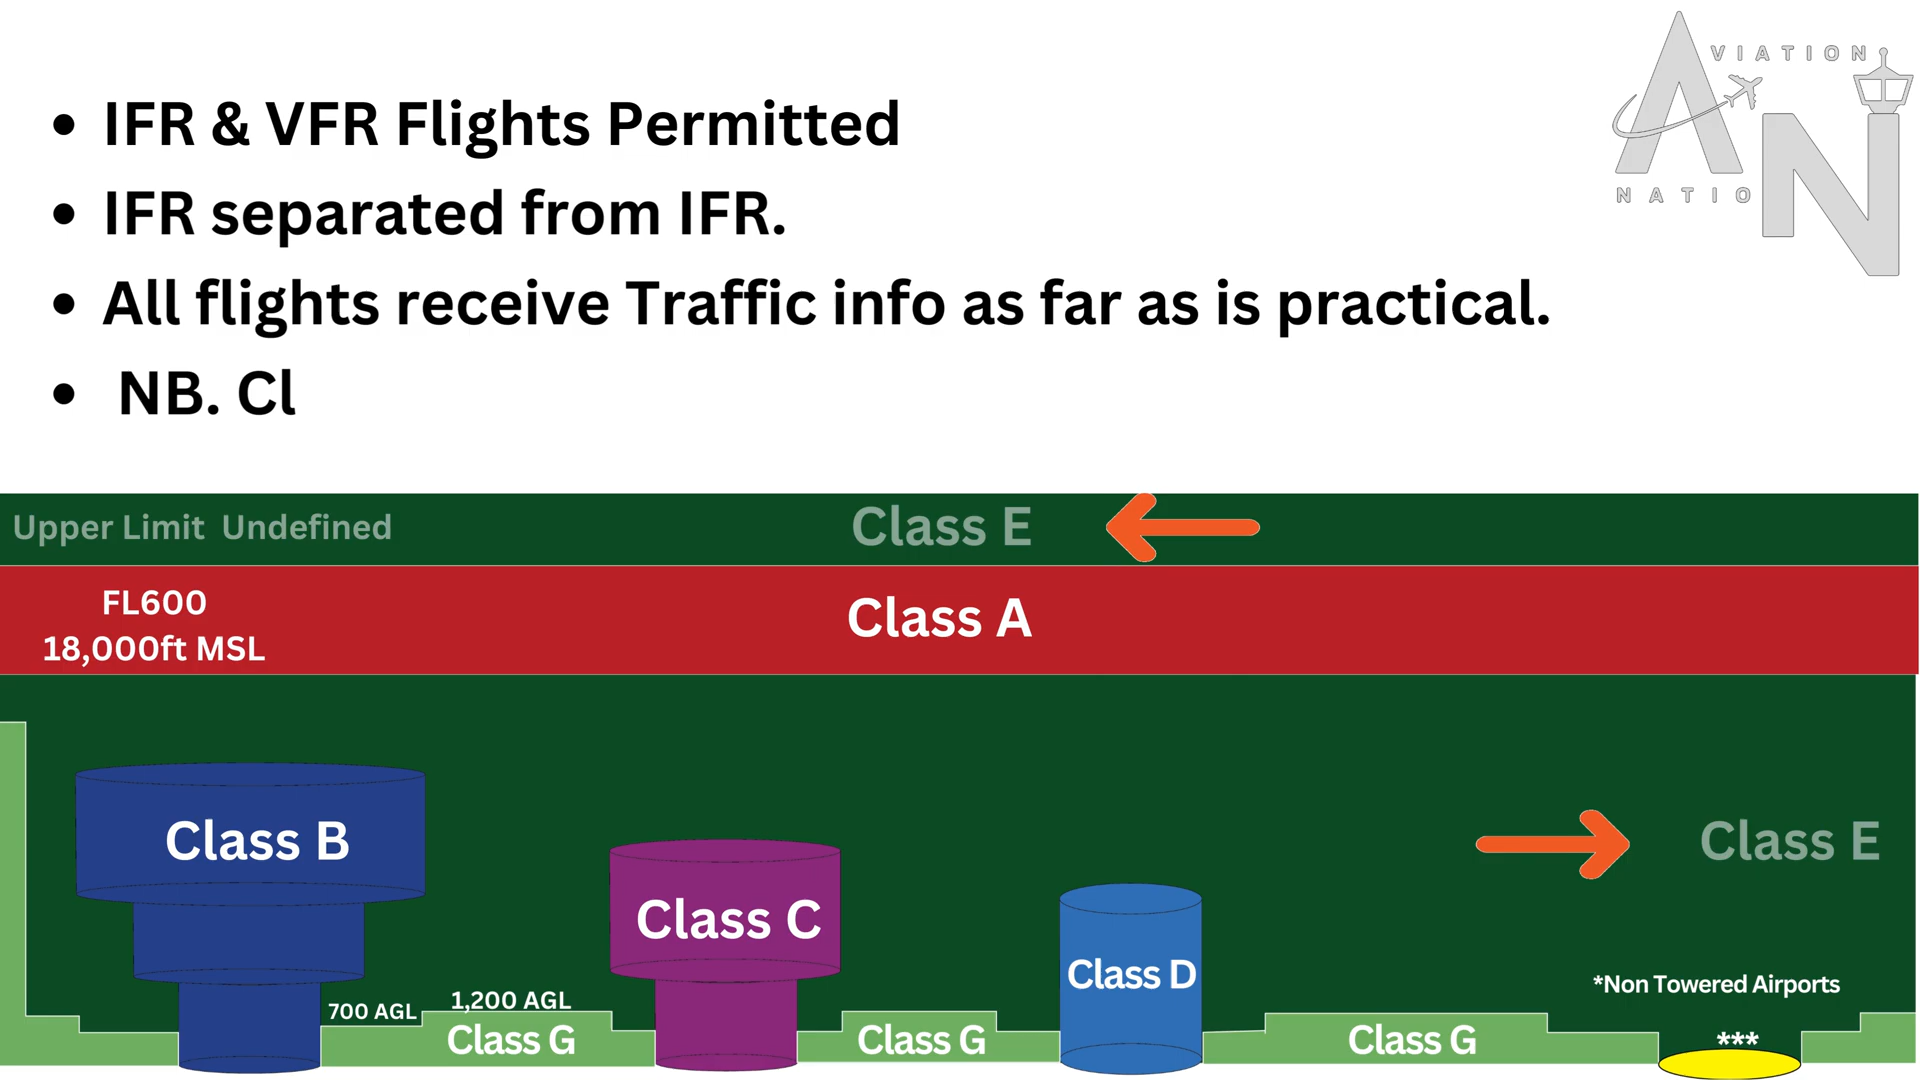 AVIATION
NATION
• IFR & VFR Flights Permitted
• IFR separated from IFR.
• All flights receive Traffic info as far as is practical.
• NB. Cl
Upper Limit Undefined
Class E
FL600
18,000ft MSL
Class A
Class B
Class E
Class C
Class D
*Non Towered Airports
700 AGL
1,200 AGL
Class G
Class G
Class G
***